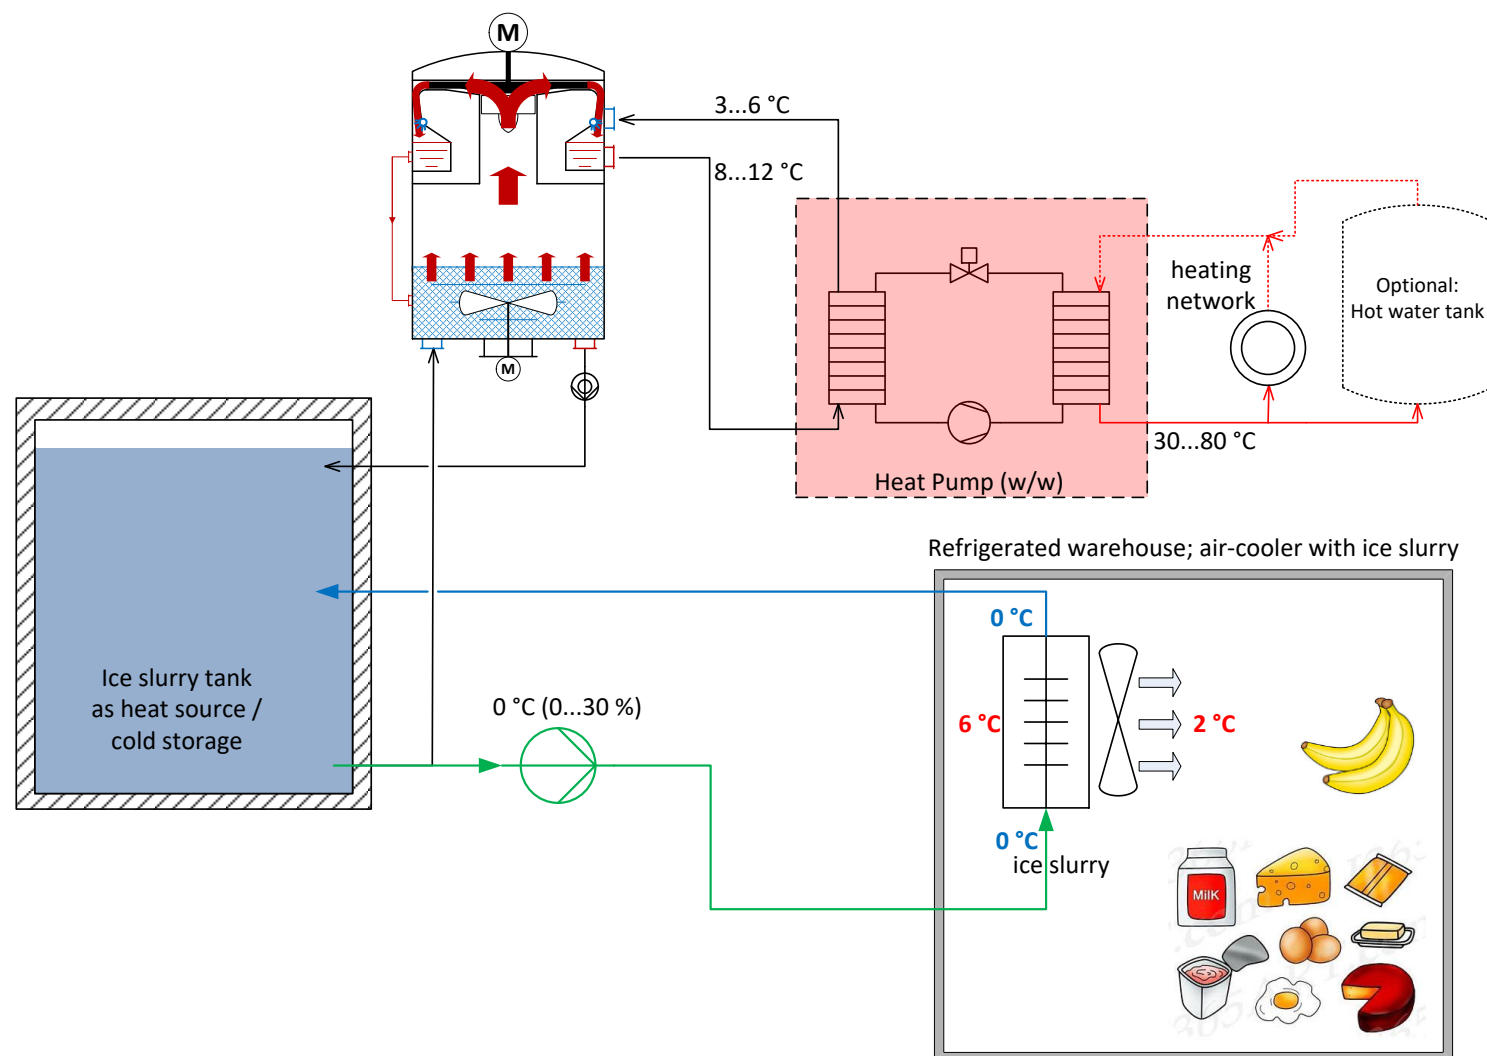 M
3...6 °C
8...12 °C
heating
network
Optional:
Hot water tank
M
30...80 °C
Heat Pump (w/w)
Refrigerated warehouse; air-cooler with ice slurry
0 °C
Ice slurry tank
as heat source /
cold storage
0 °C (0...30 %)
6 °C
2 °C
0 °C
ice slurry
MilK